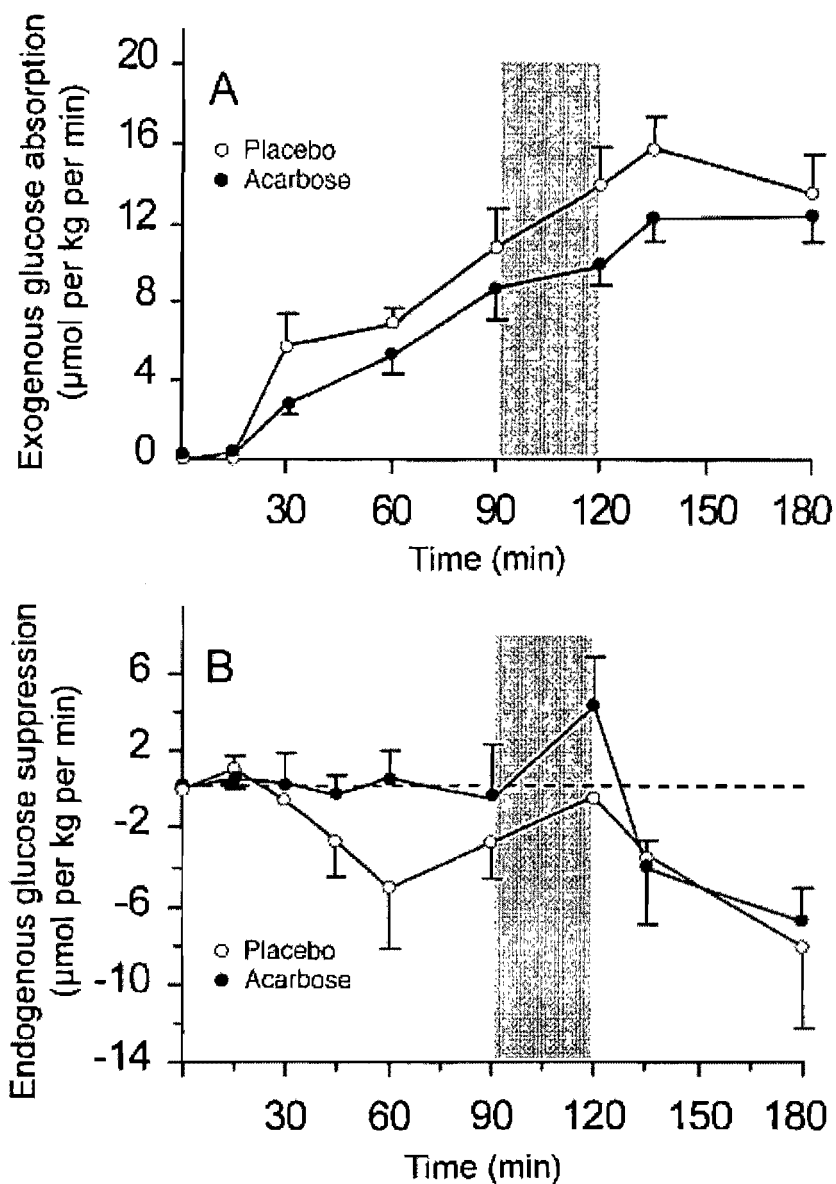 Exogenous glucose absorption
(µmol per kg per min)
20
16
12
8
4
0
A
Placebo
Acarbose
30 60 90 120 150 180
Time (min)
Endogenous glucose suppression
(µmol per kg per min)
6
2
-2
-6
-10
-14
B
Placebo
Acarbose
30 60 90 120 150 180
Time (min)